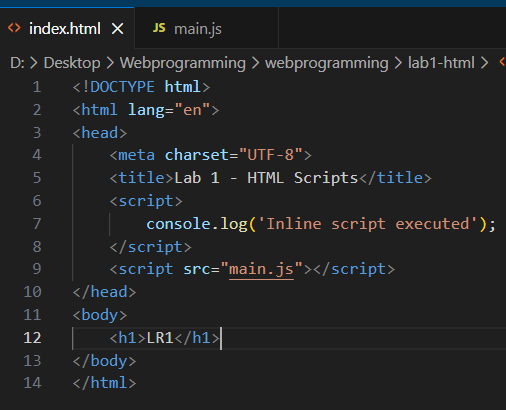 index.html × JS main.js
D: > Desktop > Webprogramming > webprogramming > lab1-html >
1 <!DOCTYPE html>
2 <html lang="en">
3 <head>
4     <meta charset="UTF-8">
5     <title>Lab 1 - HTML Scripts</title>
6     <script>
7         console.log('Inline script executed');
8     </script>
9     <script src="main.js"></script>
10 </head>
11 <body>
12     <h1>LR1</h1>
13 </body>
14 </html>